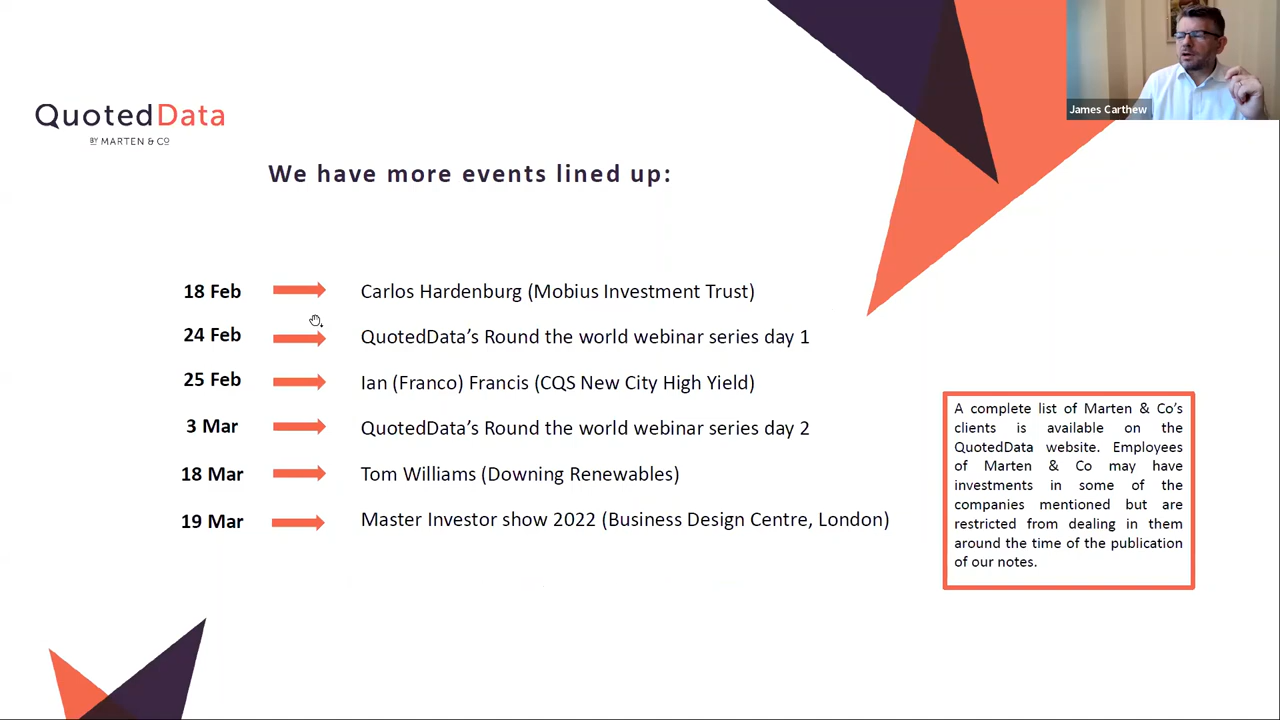 James Carthew
QuotedData
BY MARTEN & CO
We have more events lined up:
18 Feb Carlos Hardenburg (Mobius Investment Trust)
24 Feb QuotedData’s Round the world webinar series day 1
25 Feb Ian (Franco) Francis (CQS New City High Yield)
3 Mar QuotedData’s Round the world webinar series day 2
18 Mar Tom Williams (Downing Renewables)
19 Mar Master Investor show 2022 (Business Design Centre, London)
A complete list of Marten & Co’s
clients is available on the
QuotedData website. Employees
of Marten & Co may have
investments in some of the
companies mentioned but are
restricted from dealing in them
around the time of the publication
of our notes.